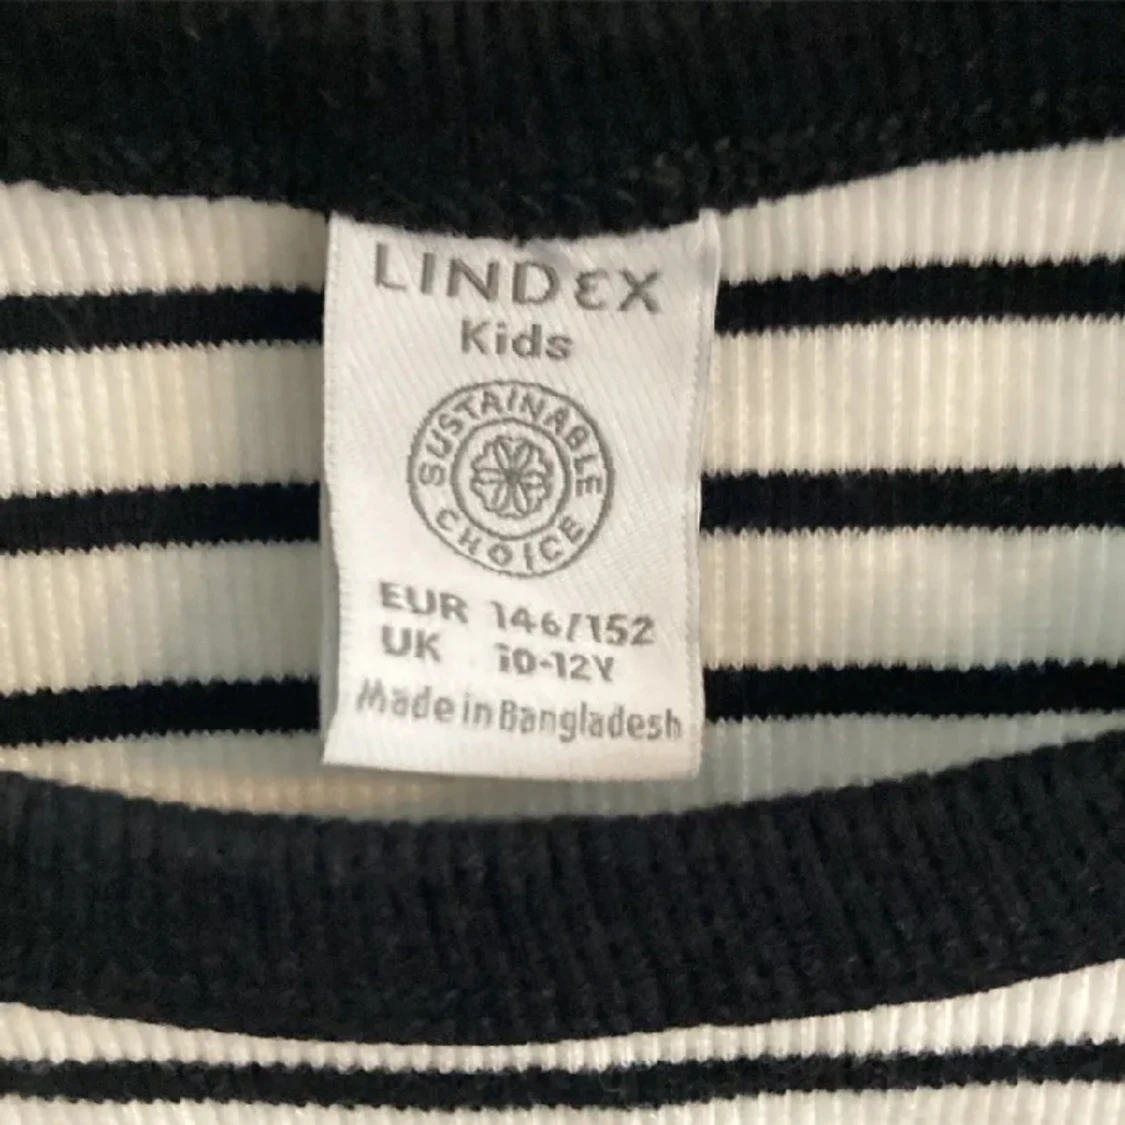 LINDEX
Kids
SUSTAINABLE
CHOICE
EUR 146/152
UK 10-12Y
Made in Bangladesh